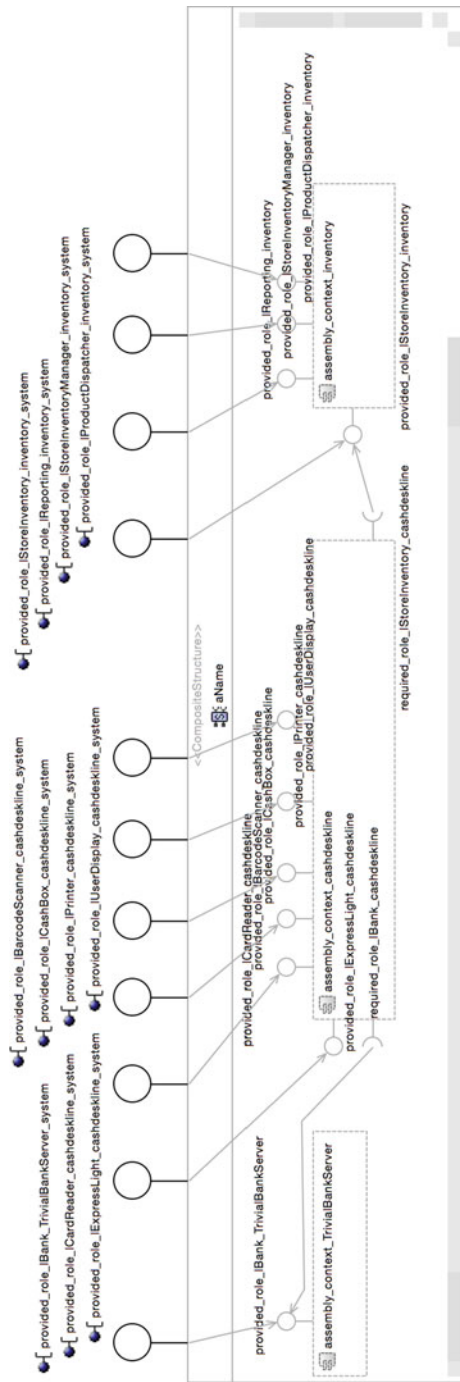 provided_role_IBank_TrivialBankServer_system
provided_role_ICardReader_cashdeskline_system
provided_role_IExpressLight_cashdeskline_system
provided_role_IBarcodeScanner_cashdeskline_system
provided_role_ICashBox_cashdeskline_system
provided_role_IPrinter_cashdeskline_system
provided_role_IUserDisplay_cashdeskline_system
provided_role_IStoreInventory_inventory_system
provided_role_IReporting_inventory_system
provided_role_IStoreInventoryManager_inventory_system
provided_role_IProductDispatcher_inventory_system
<<CompositeStructure>>
aName
provided_role_IBank_TrivialBankServer
assembly_context_TrivialBankServer
provided_role_ICardReader_cashdeskline
provided_role_IBarcodeScanner_cashdeskline
provided_role_ICashBox_cashdeskline
provided_role_IPrinter_cashdeskline
provided_role_IUserDisplay_cashdeskline
assembly_context_cashdeskline
provided_role_IExpressLight_cashdeskline
required_role_IBank_cashdeskline
required_role_IStoreInventory_cashdeskline
provided_role_IReporting_inventory
provided_role_IStoreInventoryManager_inventory
provided_role_IProductDispatcher_inventory
assembly_context_inventory
provided_role_IStoreInventory_inventory